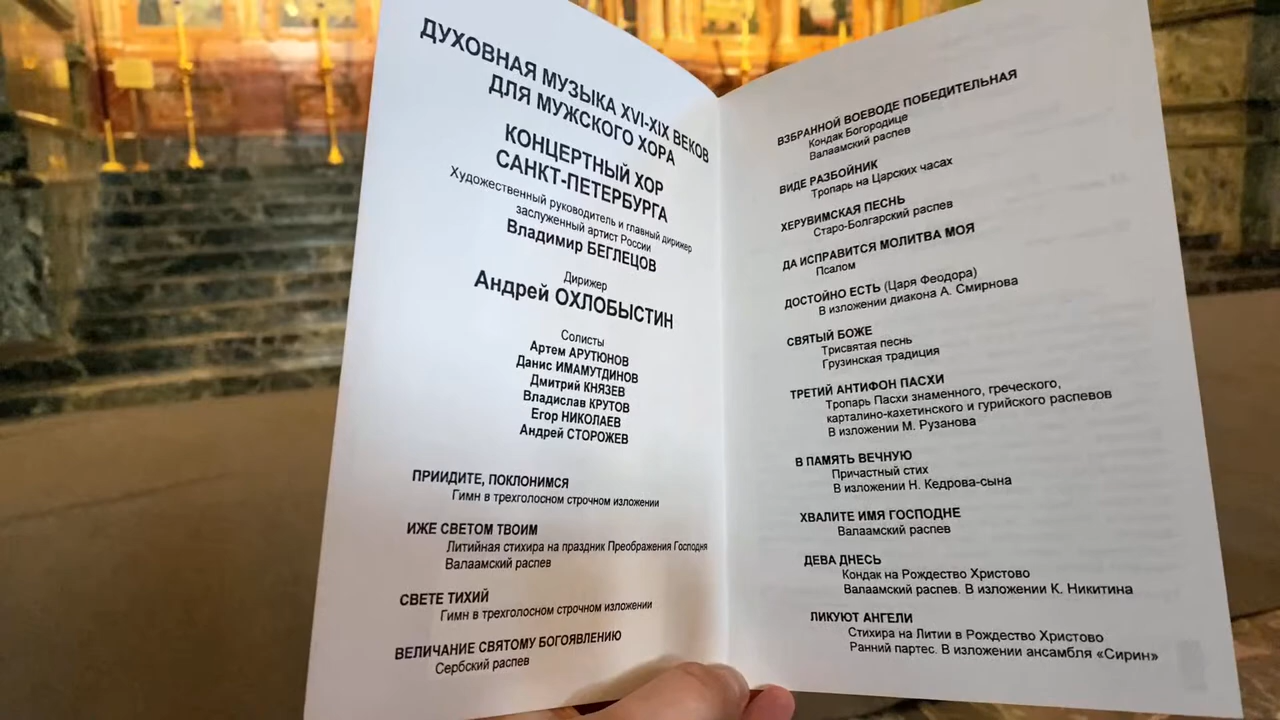 ДУХОВНАЯ МУЗЫКА XVI-XIX ВЕКОВ
ДЛЯ МУЖСКОГО ХОРА
КОНЦЕРТНЫЙ ХОР
САНКТ-ПЕТЕРБУРГА
Художественный руководитель и главный дирижер
заслуженный артист России
Владимир БЕГЛЕЦОВ
Дирижер
Андрей ОХЛОБЫСТИН
Солисты
Артем АРУТЮНОВ
Данис ИМАМУТДИНОВ
Дмитрий КНЯЗЕВ
Владислав КРУТОВ
Егор НИКОЛАЕВ
Андрей СТОРОЖЕВ
ПРИИДИТЕ, ПОКЛОНИМСЯ
Гимн в трехголосном строчном изложении
ИЖЕ СВЕТОМ ТВОИМ
Литийная стихира на праздник Преображения Господня
Валаамский распев
СВЕТЕ ТИХИЙ
Гимн в трехголосном строчном изложении
ВЕЛИЧАНИЕ СВЯТОМУ БОГОЯВЛЕНИЮ
Сербский распев
ВЗБРАННОЙ ВОЕВОДЕ ПОБЕДИТЕЛЬНАЯ
Кондак Богородице
Валаамский распев
ВИДЕ РАЗБОЙНИК
Тропарь на Царских часах
ХЕРУВИМСКАЯ ПЕСНЬ
Старо-Болгарский распев
ДА ИСПРАВИТСЯ МОЛИТВА МОЯ
Псалом
ДОСТОЙНО ЕСТЬ (Царя Феодора)
В изложении диакона А. Смирнова
СВЯТЫЙ БОЖЕ
Трисвятая песнь
Грузинская традиция
ТРЕТИЙ АНТИФОН ПАСХИ
Тропарь Пасхи знаменного, греческого,
карталино-кахетинского и гурийского распевов
В изложении М. Рузанова
В ПАМЯТЬ ВЕЧНУЮ
Причастный стих
В изложении Н. Кедрова-сына
ХВАЛИТЕ ИМЯ ГОСПОДНЕ
Валаамский распев
ДЕВА ДНЕСЬ
Кондак на Рождество Христово
Валаамский распев. В изложении К. Никитина
ЛИКУЮТ АНГЕЛИ
Стихира на Литии в Рождество Христово
Ранний партес. В изложении ансамбля «Сирин»